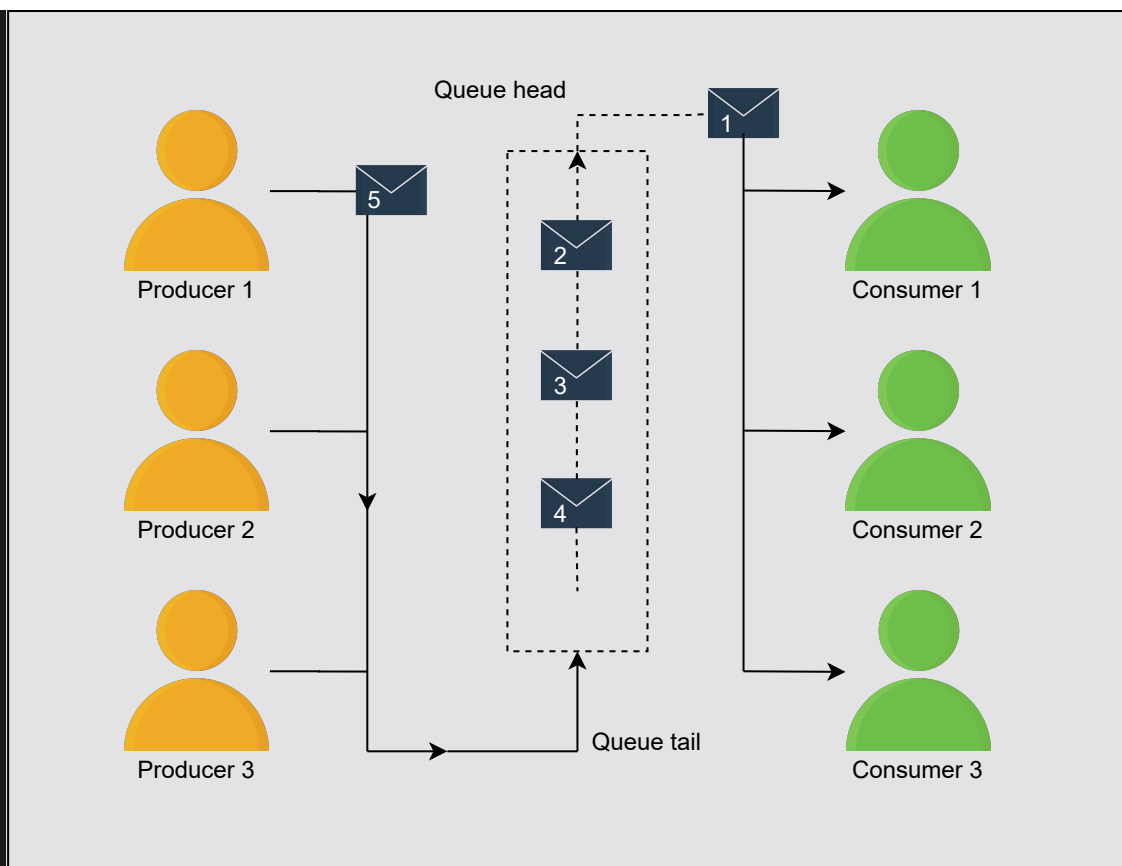 Queue head
1
5
2
Producer 1
Consumer 1
3
4
Producer 2
Consumer 2
Queue tail
Producer 3
Consumer 3